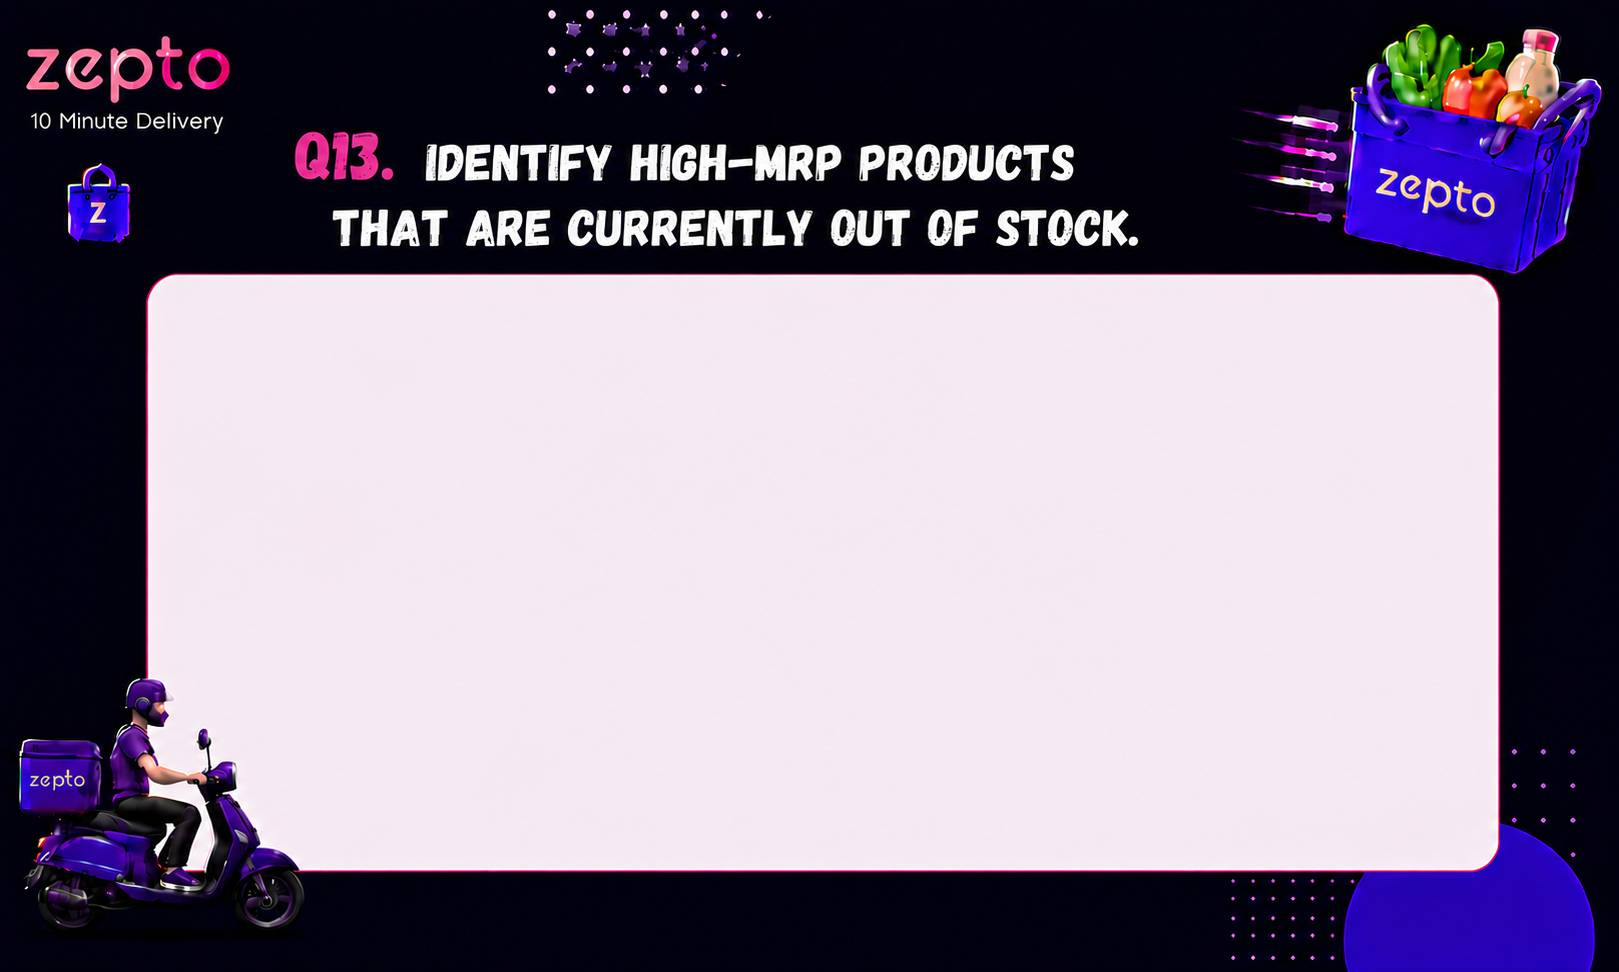 zepto
10 Minute Delivery
Z
Q13. IDENTIFY HIGH-MRP PRODUCTS
THAT ARE CURRENTLY OUT OF STOCK.
zepto
zepto